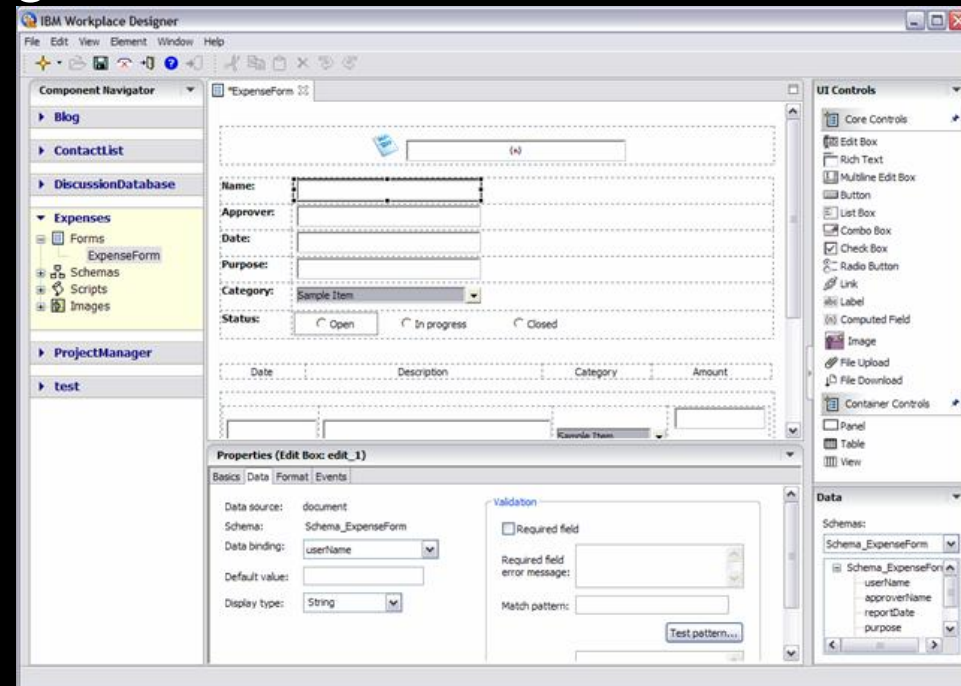 IBM Workplace Designer
File Edit View Element Window Help
Component Navigator
Blog
ContactList
DiscussionDatabase
Expenses
Forms
ExpenseForm
Schemas
Scripts
Images
ProjectManager
test
*ExpenseForm
{x}
Name:
Approver:
Date:
Purpose:
Category:
Sample Item
Status:
Open In progress Closed
Date Description Category Amount
Sample Item
Properties (Edit Box: edit_1)
Basics Data Format Events
Data source: document
Schema: Schema_ExpenseForm
Data binding: userName
Default value:
Display type: String
Validation
Required field
Required field
error message:
Match pattern:
Test pattern...
UI Controls
Core Controls
Edit Box
Rich Text
Multiline Edit Box
Button
List Box
Combo Box
Check Box
Radio Button
Link
Label
Computed Field
Image
File Upload
File Download
Container Controls
Panel
Table
View
Data
Schemas:
Schema_ExpenseForm
Schema_ExpenseFor
userName
approverName
reportDate
purpose